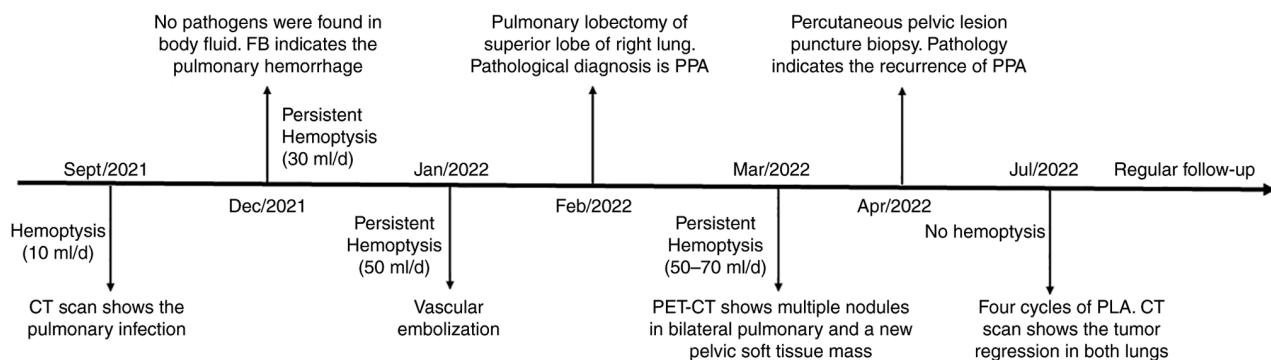 No pathogens were found in
body fluid. FB indicates the
pulmonary hemorrhage
Pulmonary lobectomy of
superior lobe of right lung.
Pathological diagnosis is PPA
Percutaneous pelvic lesion
puncture biopsy. Pathology
indicates the recurrence of PPA
Persistent
Hemoptysis
(30 ml/d)
Sept/2021
Jan/2022
Mar/2022
Jul/2022
Regular follow-up
Dec/2021
Feb/2022
Apr/2022
Hemoptysis
(10 ml/d)
Persistent
Hemoptysis
(50 ml/d)
Persistent
Hemoptysis
(50–70 ml/d)
No hemoptysis
CT scan shows the
pulmonary infection
Vascular
embolization
PET-CT shows multiple nodules
in bilateral pulmonary and a new
pelvic soft tissue mass
Four cycles of PLA. CT
scan shows the tumor
regression in both lungs